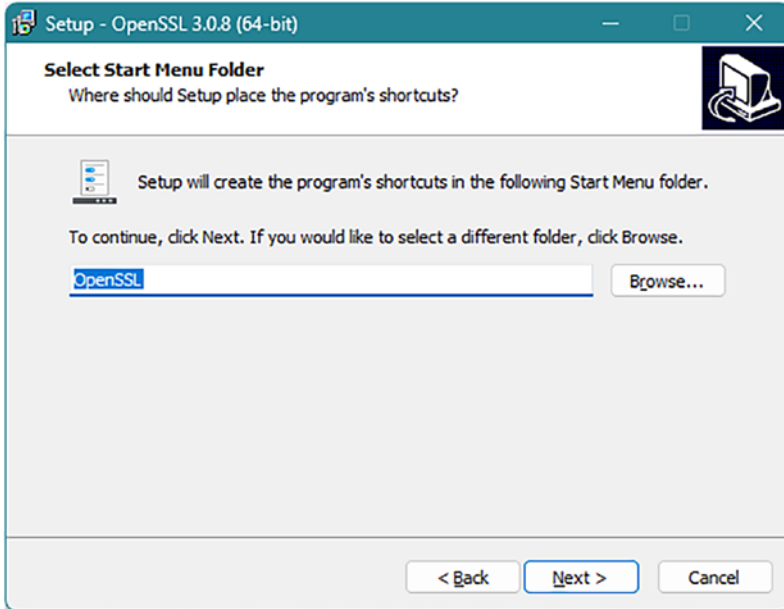 Setup - OpenSSL 3.0.8 (64-bit)
Select Start Menu Folder
Where should Setup place the program's shortcuts?
Setup will create the program's shortcuts in the following Start Menu folder.
To continue, click Next. If you would like to select a different folder, click Browse.
OpenSSL
Browse...
< Back
Next >
Cancel